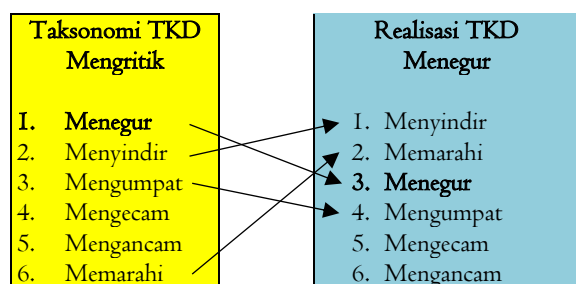 Taksonomi TKD
Mengritik
1. Menegur
2. Menyindir
3. Mengumpat
4. Mengecam
5. Mengancam
6. Memarahi
Realisasi TKD
Menegur
1. Menyindir
2. Memarahi
3. Menegur
4. Mengumpat
5. Mengecam
6. Mengancam